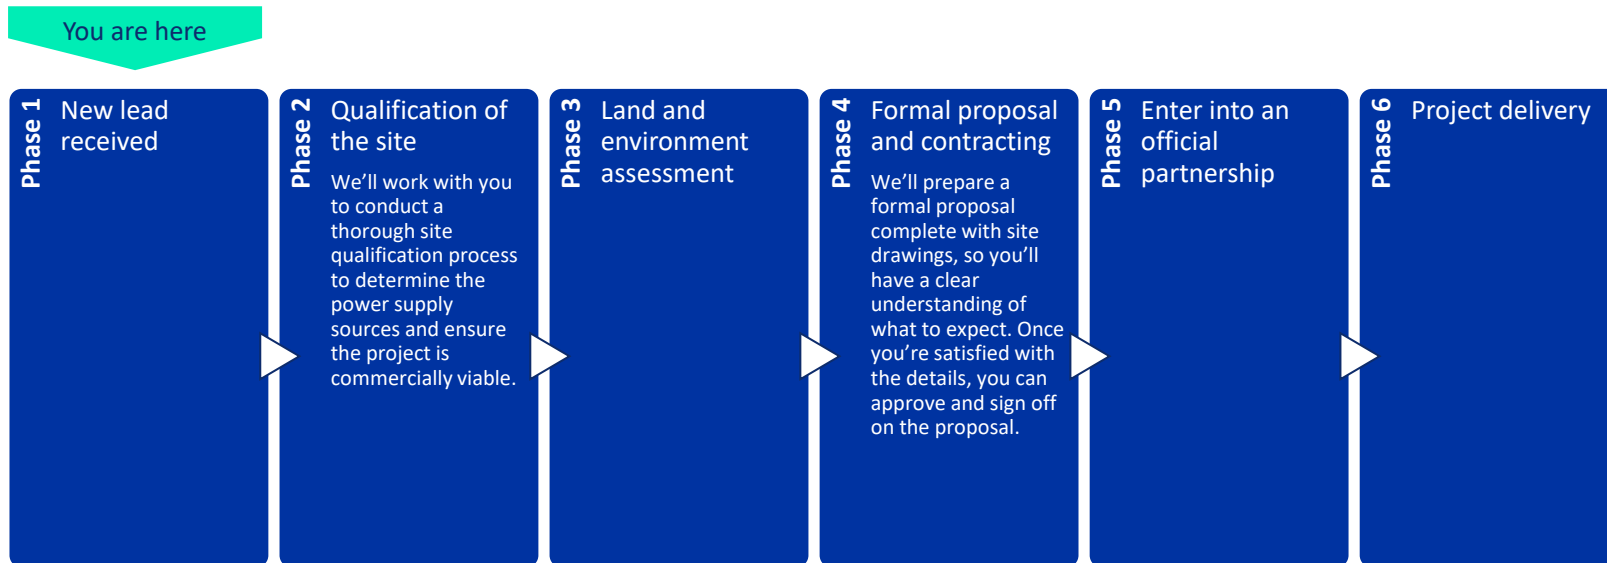 You are here
Phase 1
New lead
received
Phase 2
Qualification of
the site
We’ll work with you
to conduct a
thorough site
qualification process
to determine the
power supply
sources and ensure
the project is
commercially viable.
Phase 3
Land and
environment
assessment
Phase 4
Formal proposal
and contracting
We’ll prepare a
formal proposal
complete with site
drawings, so you’ll
have a clear
understanding of
what to expect. Once
you’re satisfied with
the details, you can
approve and sign off
on the proposal.
Phase 5
Enter into an
official
partnership
Phase 6
Project delivery